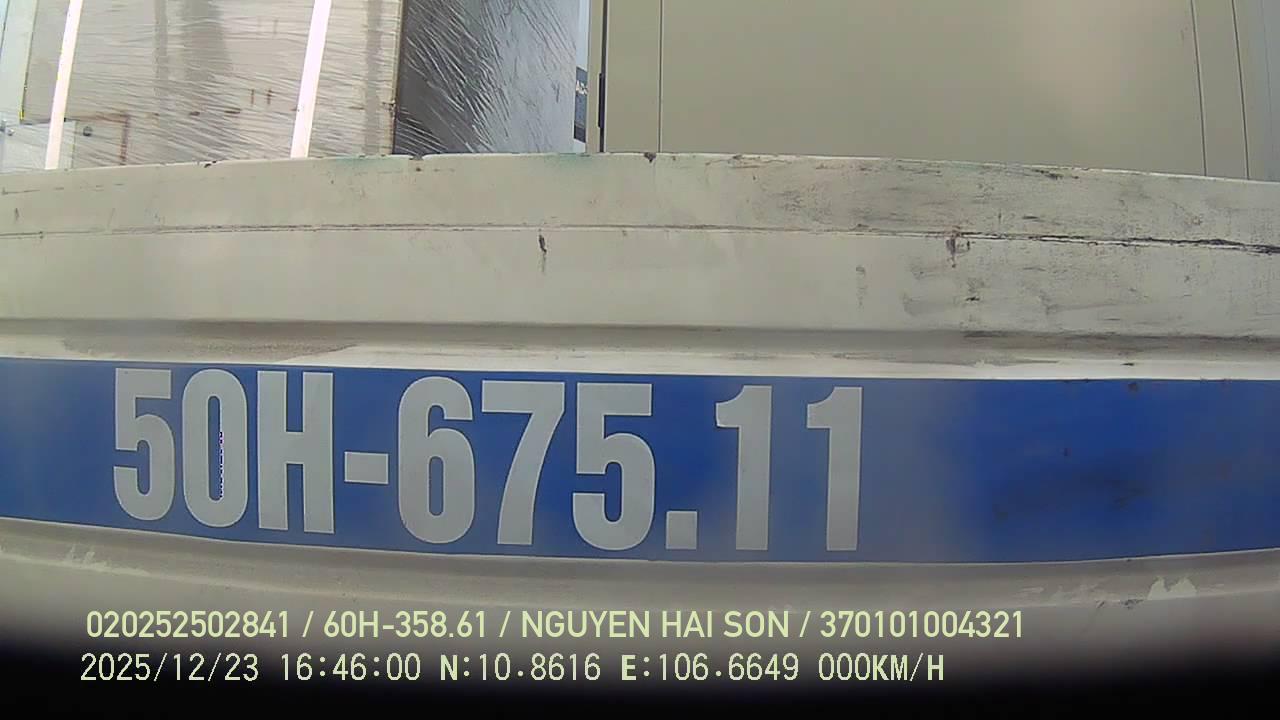 50H-675.11
020252502841 / 60H-358.61 / NGUYEN HAI SON / 370101004321
2025/12/23 16:46:00 N:10.8616 E:106.6649 000KM/H